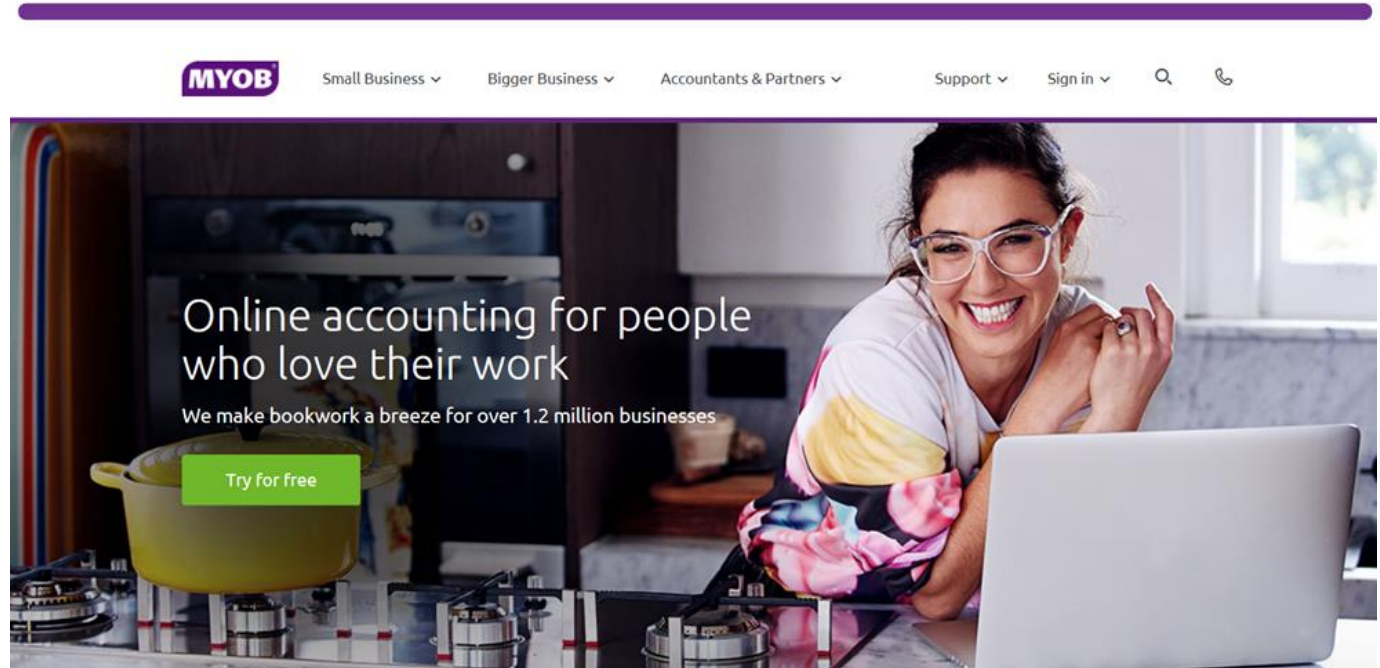 MYOB
Small Business
Bigger Business
Accountants & Partners
Support
Sign in
Online accounting for people
who love their work
We make bookwork a breeze for over 1.2 million businesses
Try for free